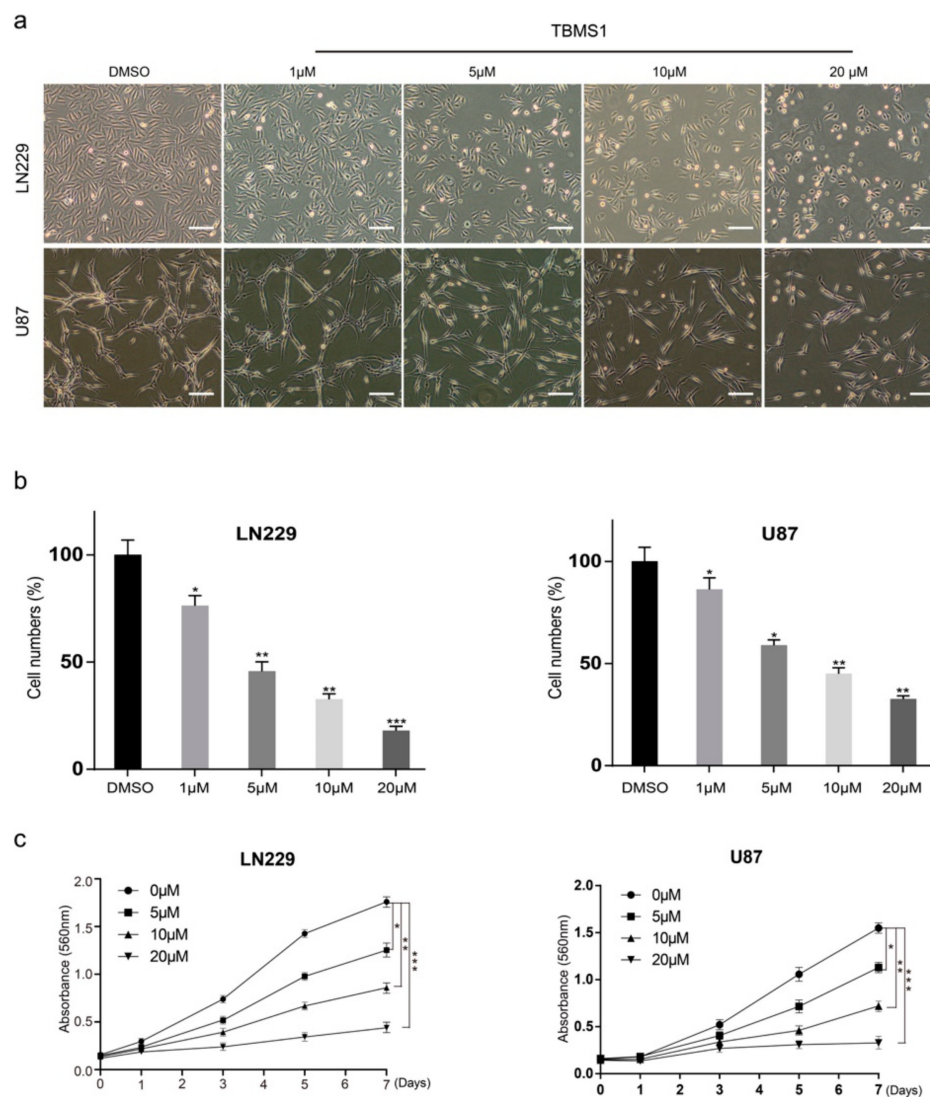 a
TBMS1
DMSO 1µM 5µM 10µM 20 µM
LN229
U87
b
LN229
Cell numbers (%)
100
50
0
* ** ** ***
DMSO 1µM 5µM 10µM 20µM
U87
Cell numbers (%)
100
50
0
* * ** **
DMSO 1µM 5µM 10µM 20µM
c
LN229
Absorbance (560nm)
2.0
1.5
1.0
0.5
0.0
0µM
5µM
10µM
20µM
* ** ***
0 1 2 3 4 5 6 7 (Days)
U87
Absorbance (560nm)
2.0
1.5
1.0
0.5
0.0
0µM
5µM
10µM
20µM
* ** ***
0 1 2 3 2 5 6 7 (Days)